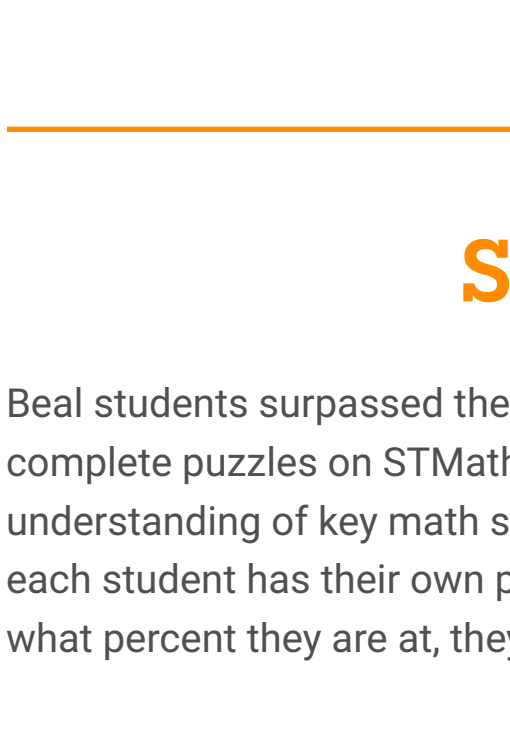 S
Beal students surpassed the
complete puzzles on STMath
understanding of key math s
each student has their own p
what percent they are at, they